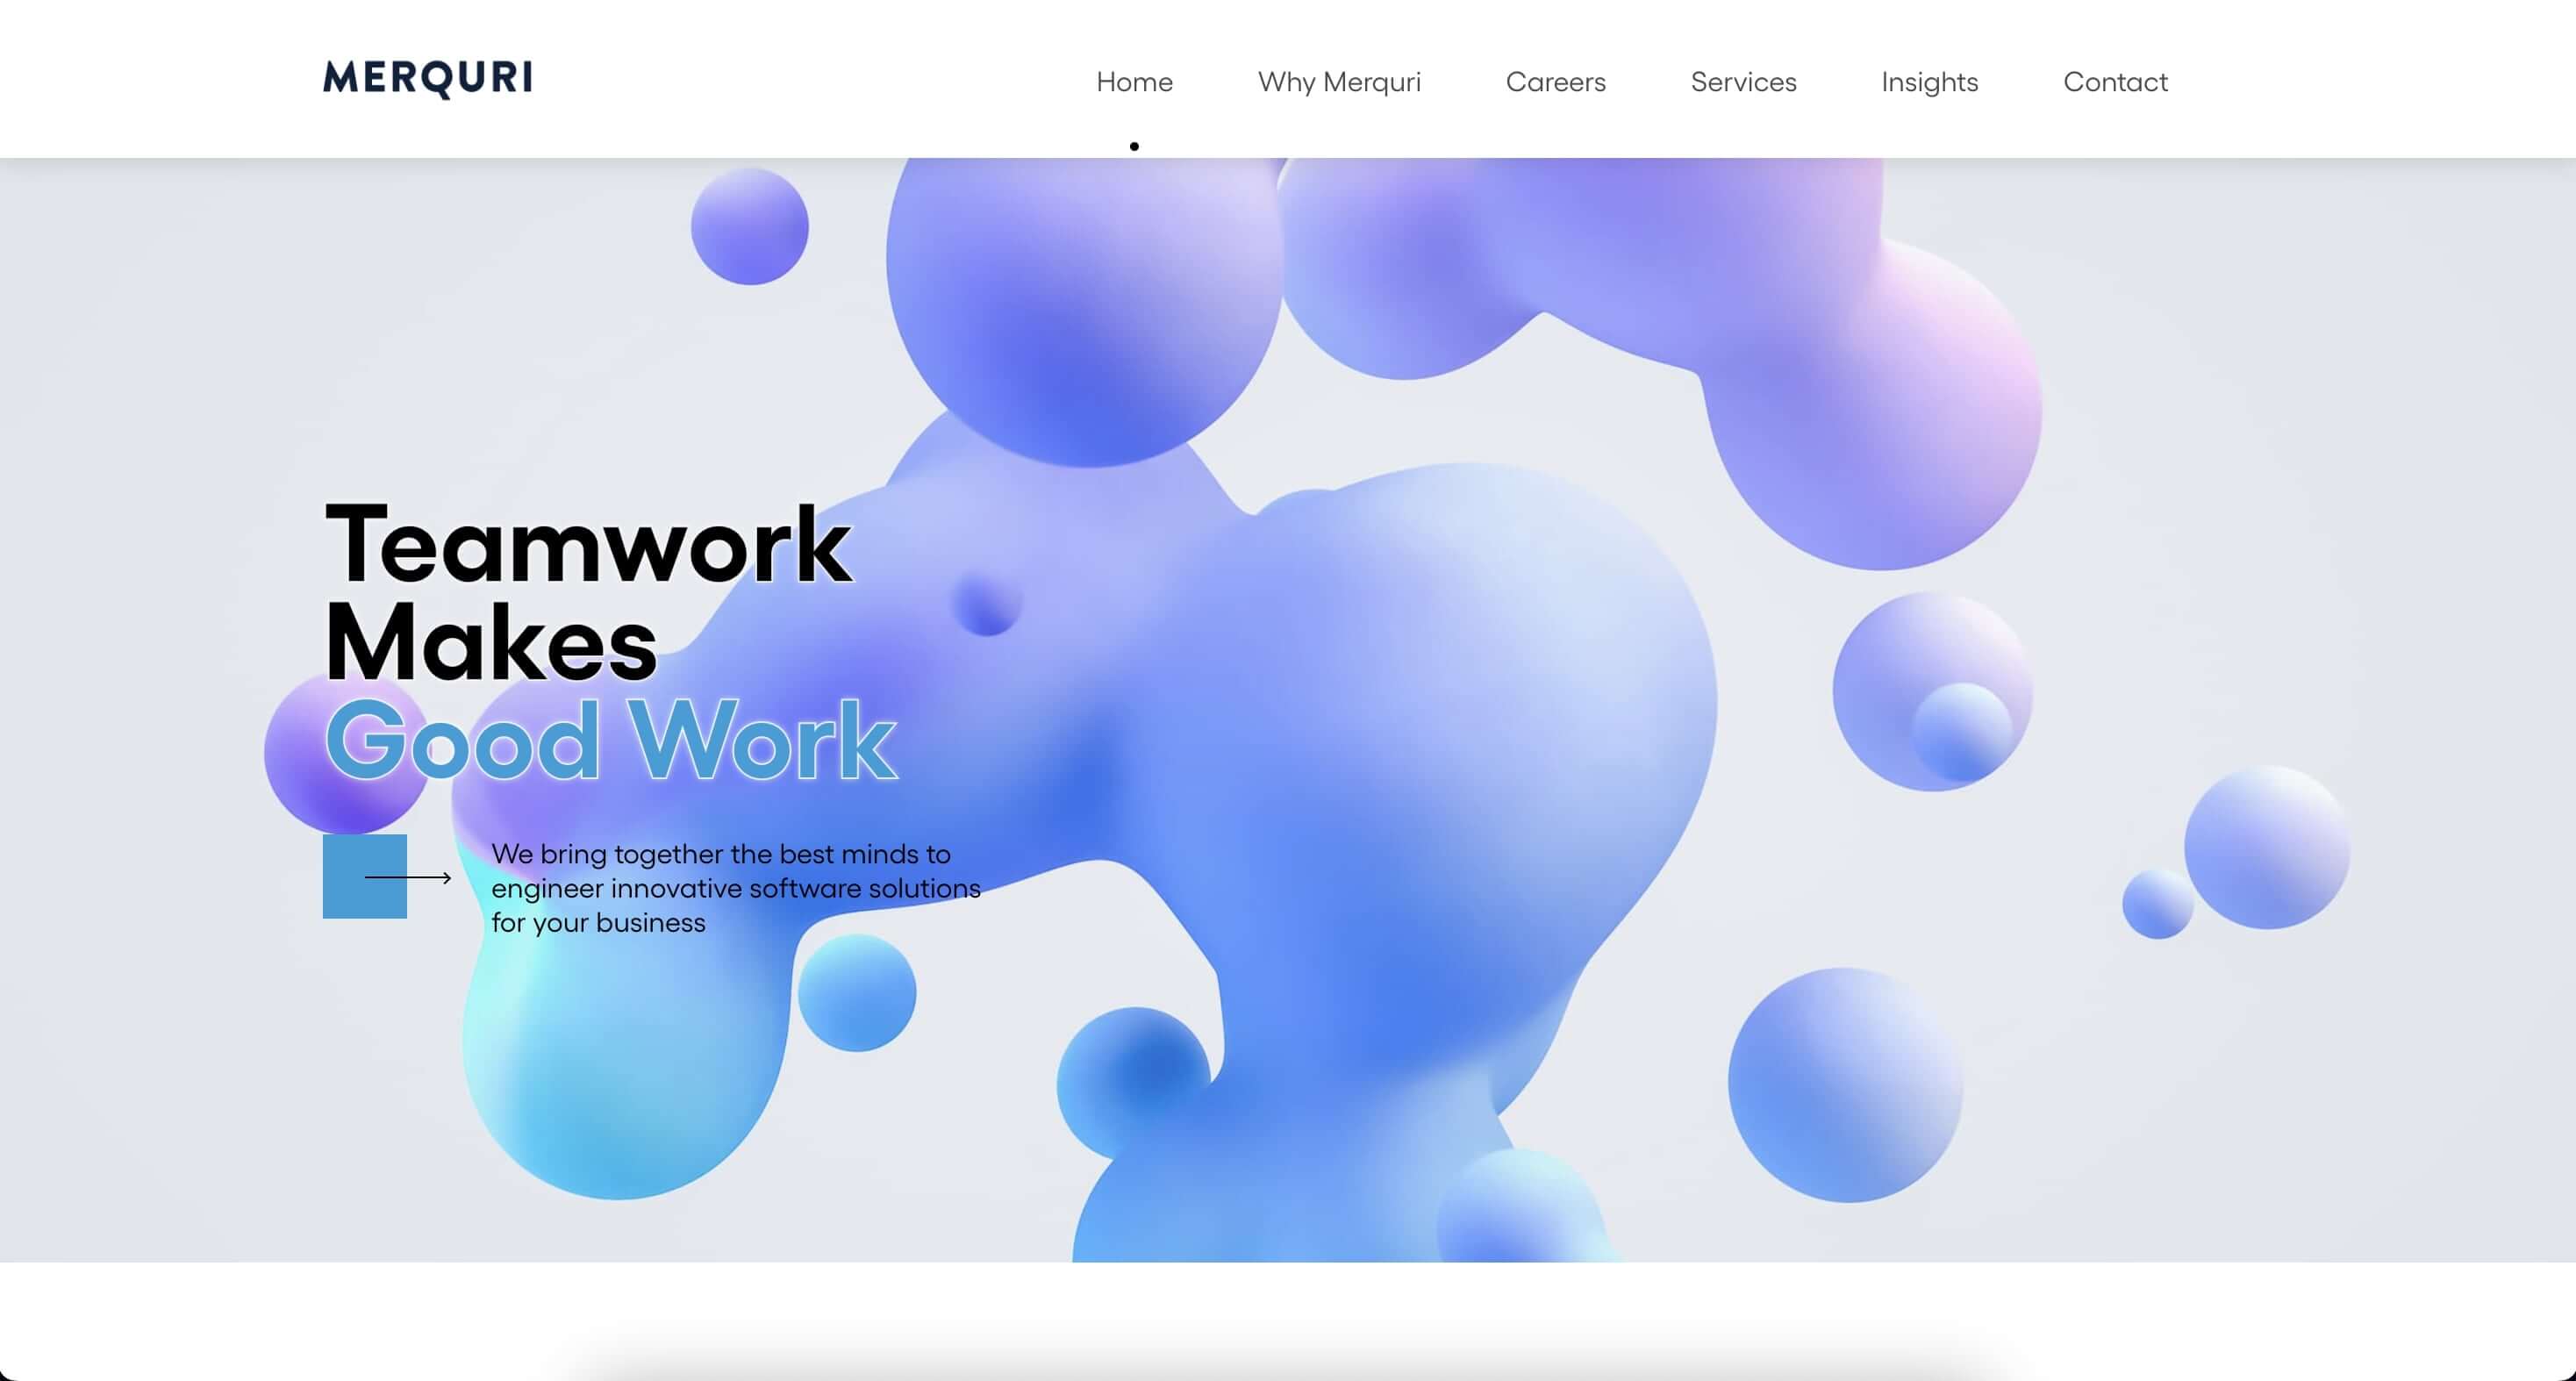 MERQURI
Home Why Merquri Careers Services Insights Contact
Teamwork
Makes
Good Work
We bring together the best minds to
engineer innovative software solutions
for your business